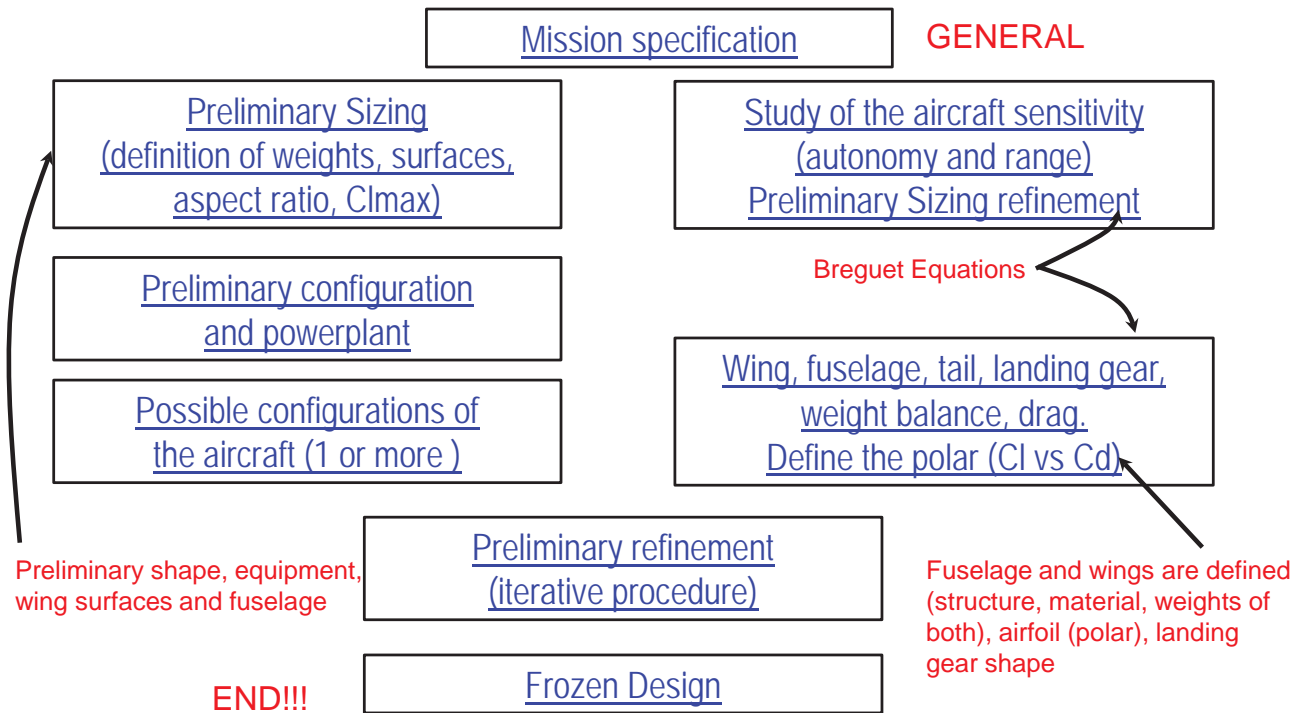 Mission specification
GENERAL
Preliminary Sizing
(definition of weights, surfaces,
aspect ratio, Clmax)
Study of the aircraft sensitivity
(autonomy and range)
Preliminary Sizing refinement
Breguet Equations
Preliminary configuration
and powerplant
Wing, fuselage, tail, landing gear,
weight balance, drag.
Define the polar (Cl vs Cd)
Possible configurations of
the aircraft (1 or more )
Preliminary refinement
(iterative procedure)
Preliminary shape, equipment,
wing surfaces and fuselage
Fuselage and wings are defined
(structure, material, weights of
both), airfoil (polar), landing
gear shape
Frozen Design
END!!!